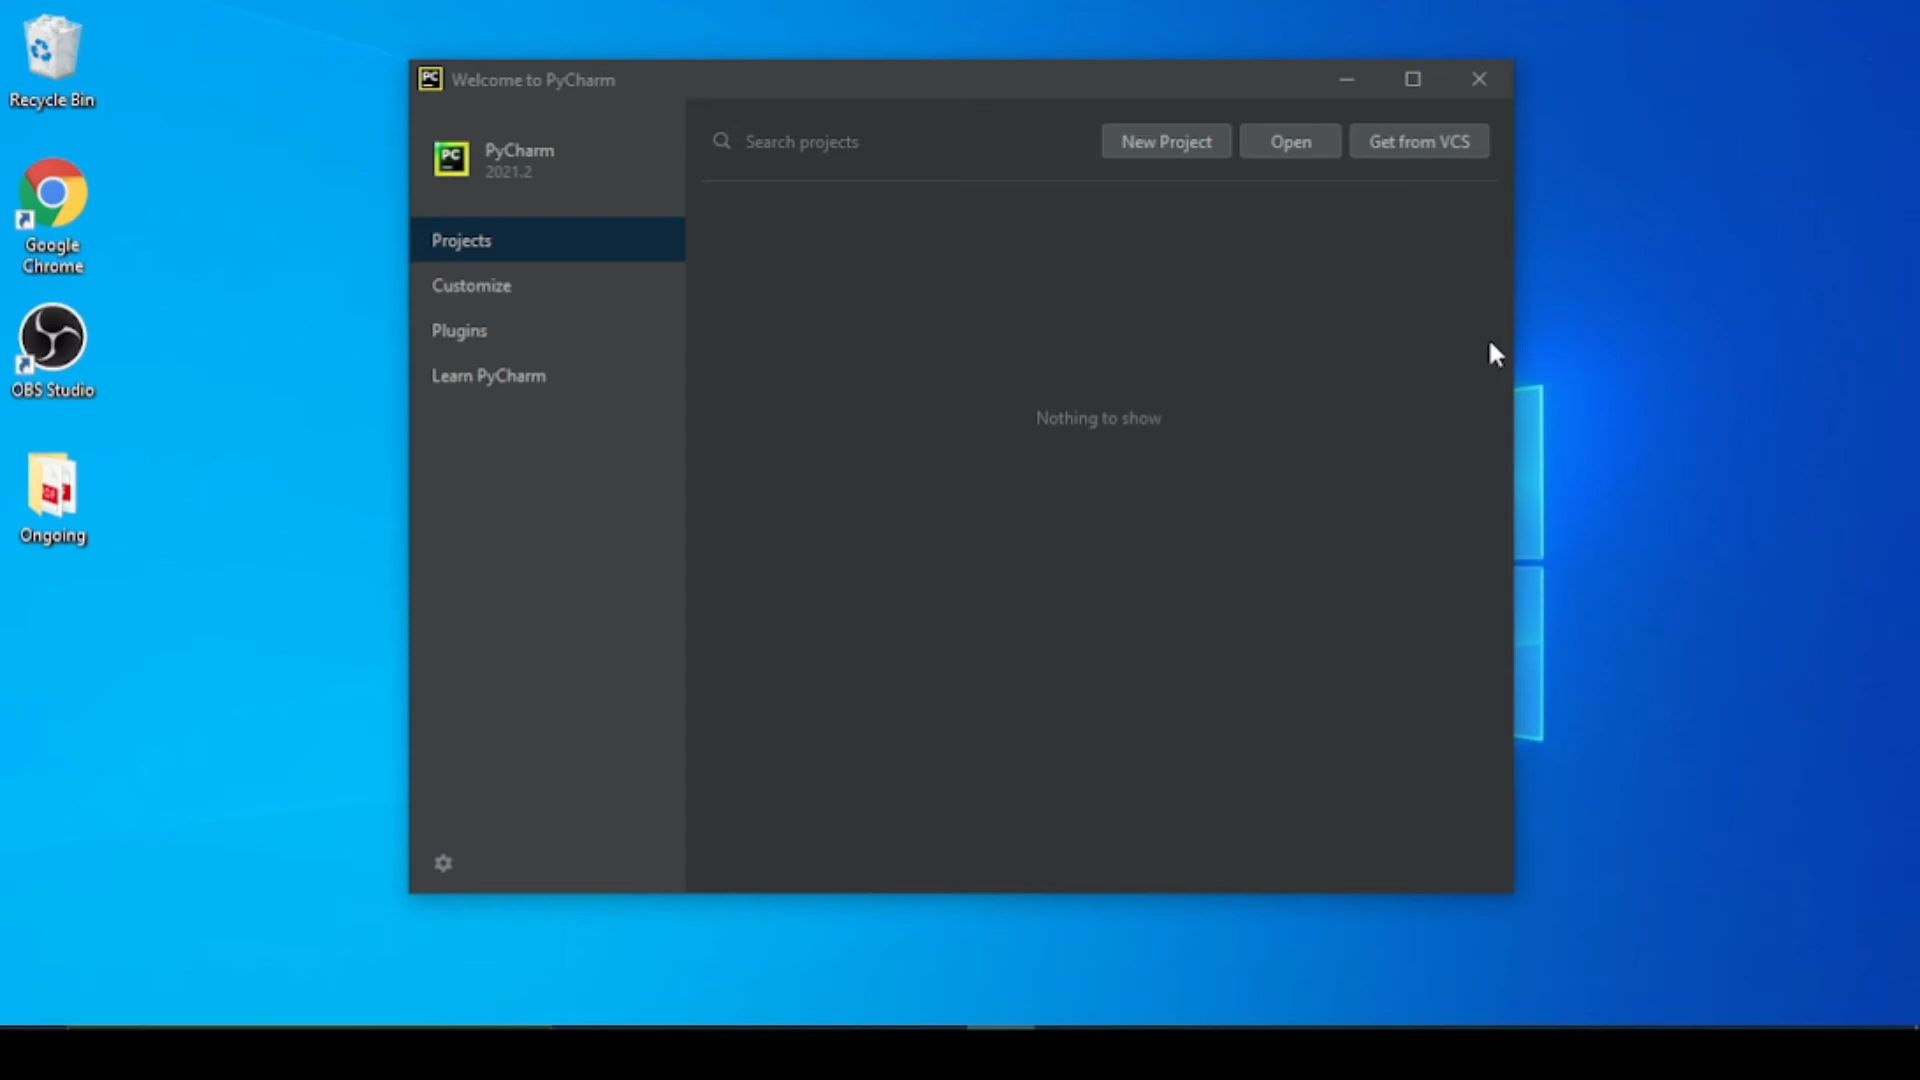 Recycle Bin
Google
Chrome
OBS Studio
Ongoing
PC
Welcome to PyCharm
PC
PyCharm
2021.2
Projects
Customize
Plugins
Learn PyCharm
Search projects
New Project
Open
Get from VCS
Nothing to show